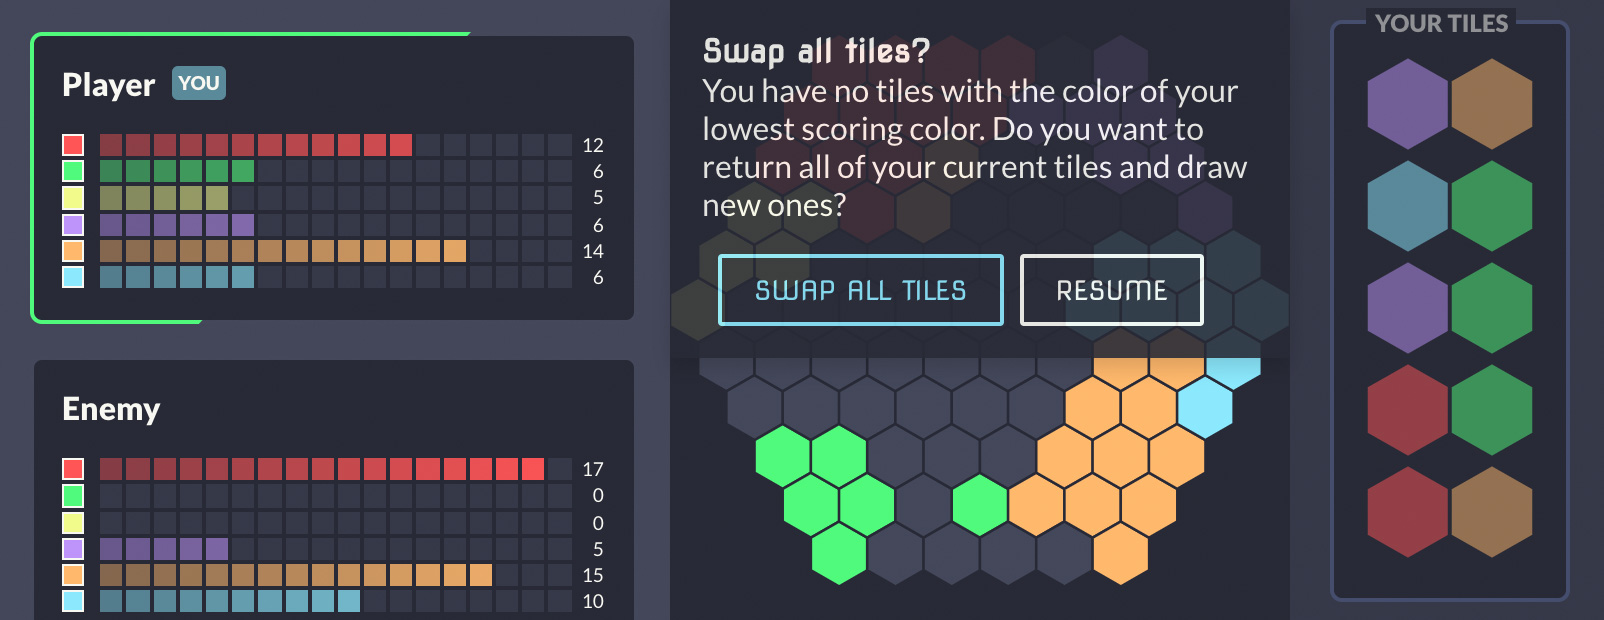 Player YOU
12
6
5
6
14
6
Enemy
17
0
0
5
15
10
Swap all tiles?
You have no tiles with the color of your
lowest scoring color. Do you want to
return all of your current tiles and draw
new ones?
SWAP ALL TILES RESUME
YOUR TILES